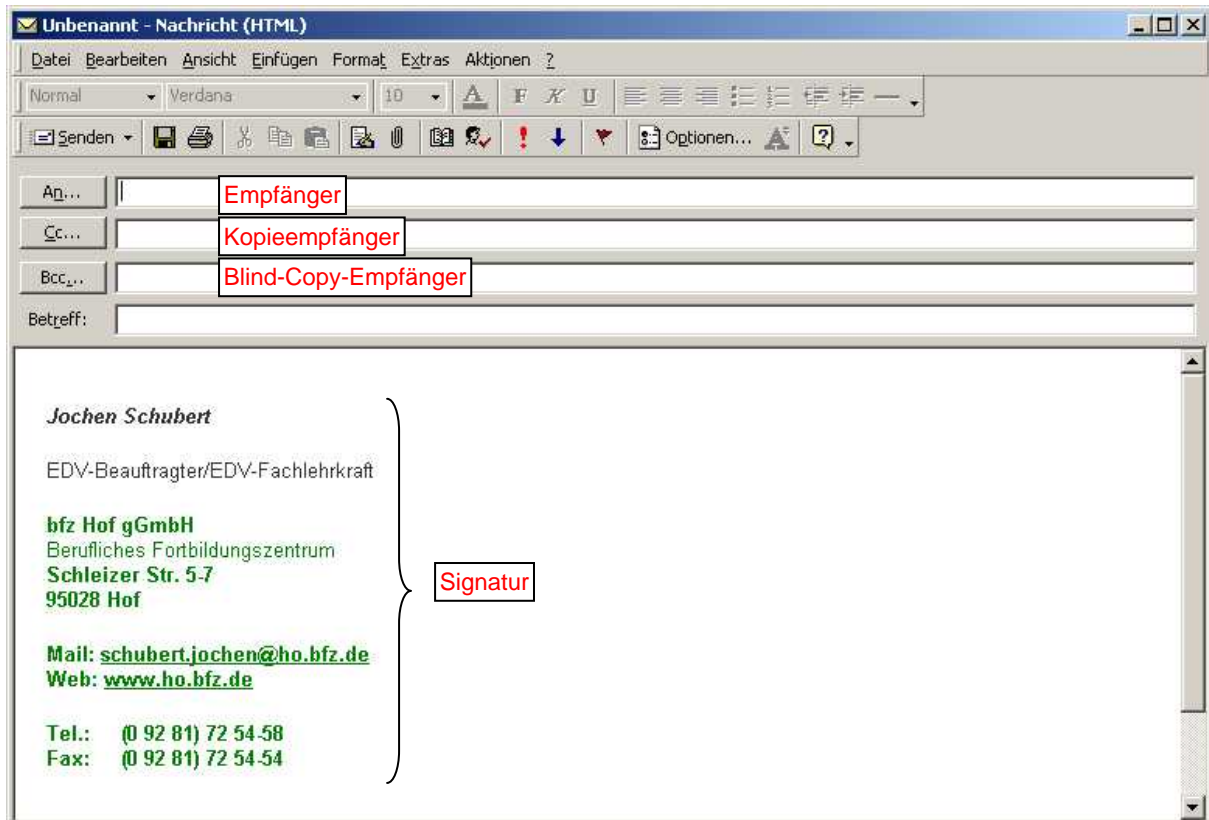 Unbenannt - Nachricht (HTML)
Datei Bearbeiten Ansicht Einfügen Format Extras Aktionen ?
Normal Verdana 10 A F K U
Senden Optionen...
An... Empfänger
Cc... Kopieempfänger
Bcc... Blind-Copy-Empfänger
Betreff:
Jochen Schubert
EDV-Beauftragter/EDV-Fachlehrkraft
bfz Hof gGmbH
Berufliches Fortbildungszentrum
Schleizer Str. 5-7
95028 Hof
Signatur
Mail: schubert.jochen@ho.bfz.de
Web: www.ho.bfz.de
Tel.: (0 92 81) 72 54-58
Fax: (0 92 81) 72 54-54